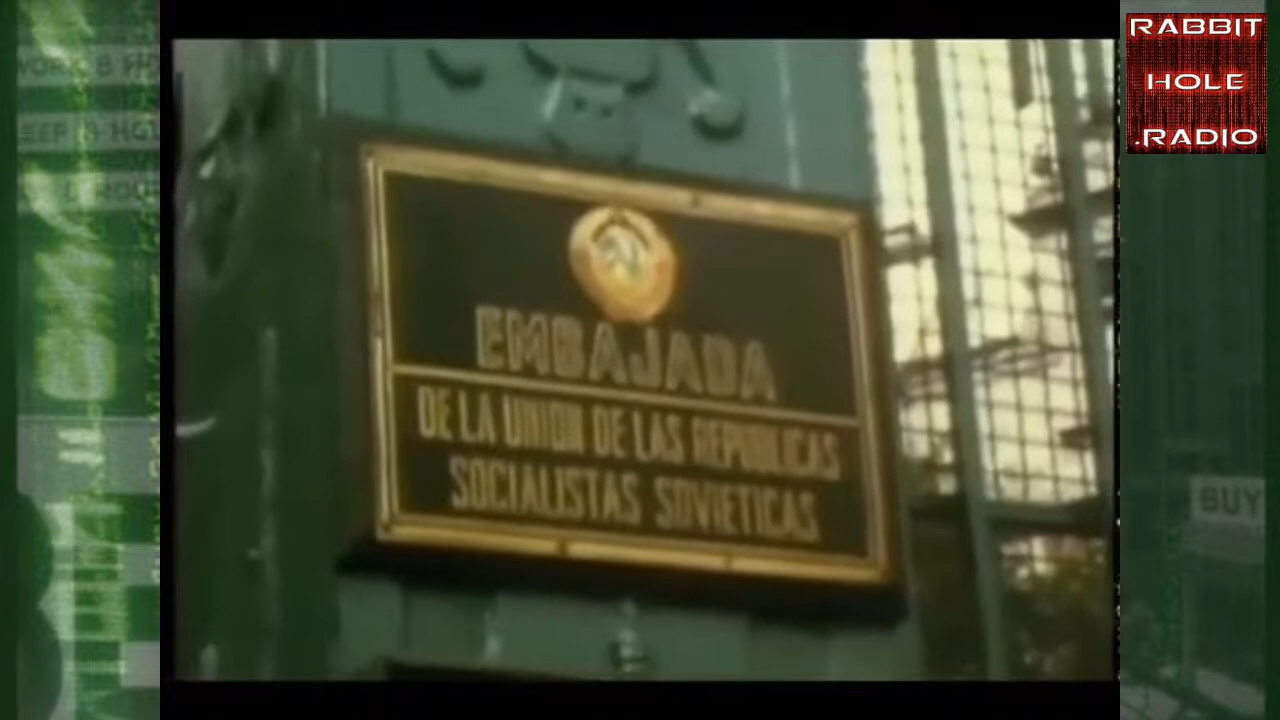 RABBIT
HOLE
.RADIO
EMBAJADA
DE LA UNION DE LAS REPUBLICAS
SOCIALISTAS SOVIETICAS
BUY